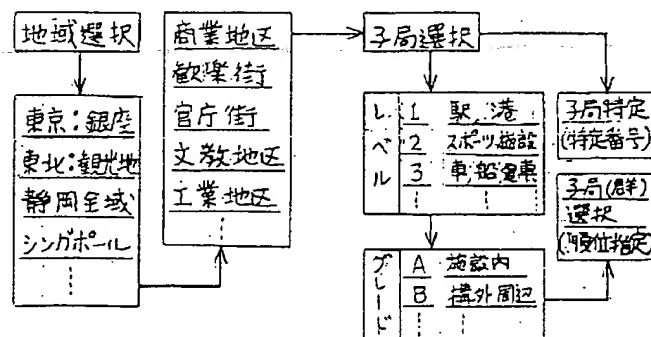 地域選択
東京:銀座
東北:観光地
静岡全域
シンガポール
商業地区
歓楽街
官庁街
文教地区
工業地区
子局選択
レベル
1 駅、港
2 スポーツ施設
3 車,船,電車
グレード
A 施設内
B 構外周辺
子局特定
(特定番号)
子局(群)
選択
(順位指定)